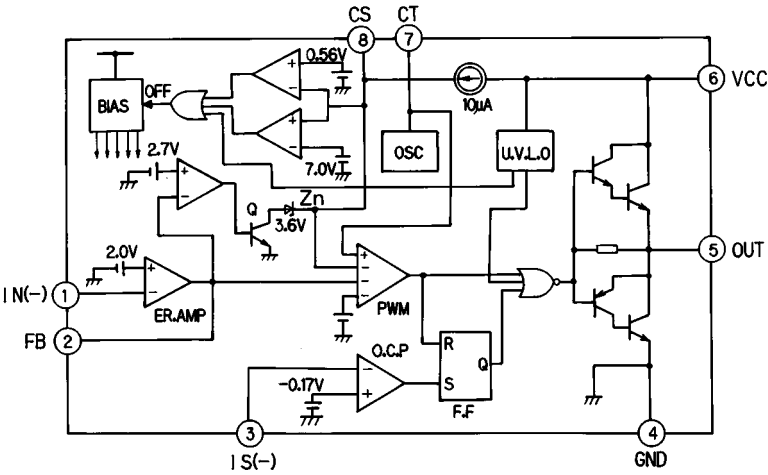 CS CT
8 7
0.56V
+
−
6 VCC
OFF
BIAS
10μA
+
−
OSC
U.V.L.O
2.7V
7.0V
+
−
Q
Zn
3.6V
5 OUT
2.0V
+
−
+
−
−
−
IN(-) 1
ER.AMP
PWM
FB 2
O.C.P
R
Q
-0.17V
−
+
S
F.F
3
4
IS(-)
GND